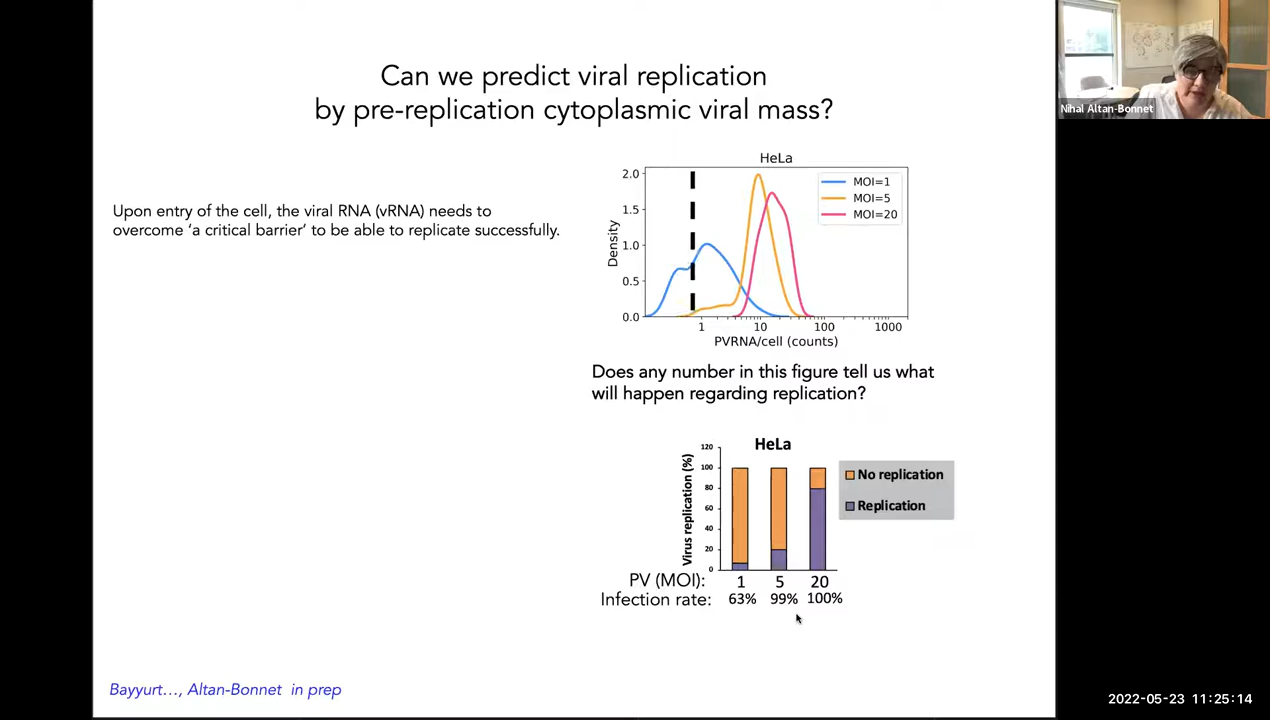 Can we predict viral replication
by pre-replication cytoplasmic viral mass?
Nihal Altan-Bonnet
Upon entry of the cell, the viral RNA (vRNA) needs to
overcome ‘a critical barrier’ to be able to replicate successfully.
HeLa
MOI=1
MOI=5
MOI=20
Density
2.0
1.5
1.0
0.5
0.0
1 10 100 1000
PVRNA/cell (counts)
Does any number in this figure tell us what
will happen regarding replication?
HeLa
Virus replication (%)
120
100
80
60
40
20
0
No replication
Replication
PV (MOI): 1 5 20
Infection rate: 63% 99% 100%
Bayyurt..., Altan-Bonnet in prep
2022-05-23 11:25:14